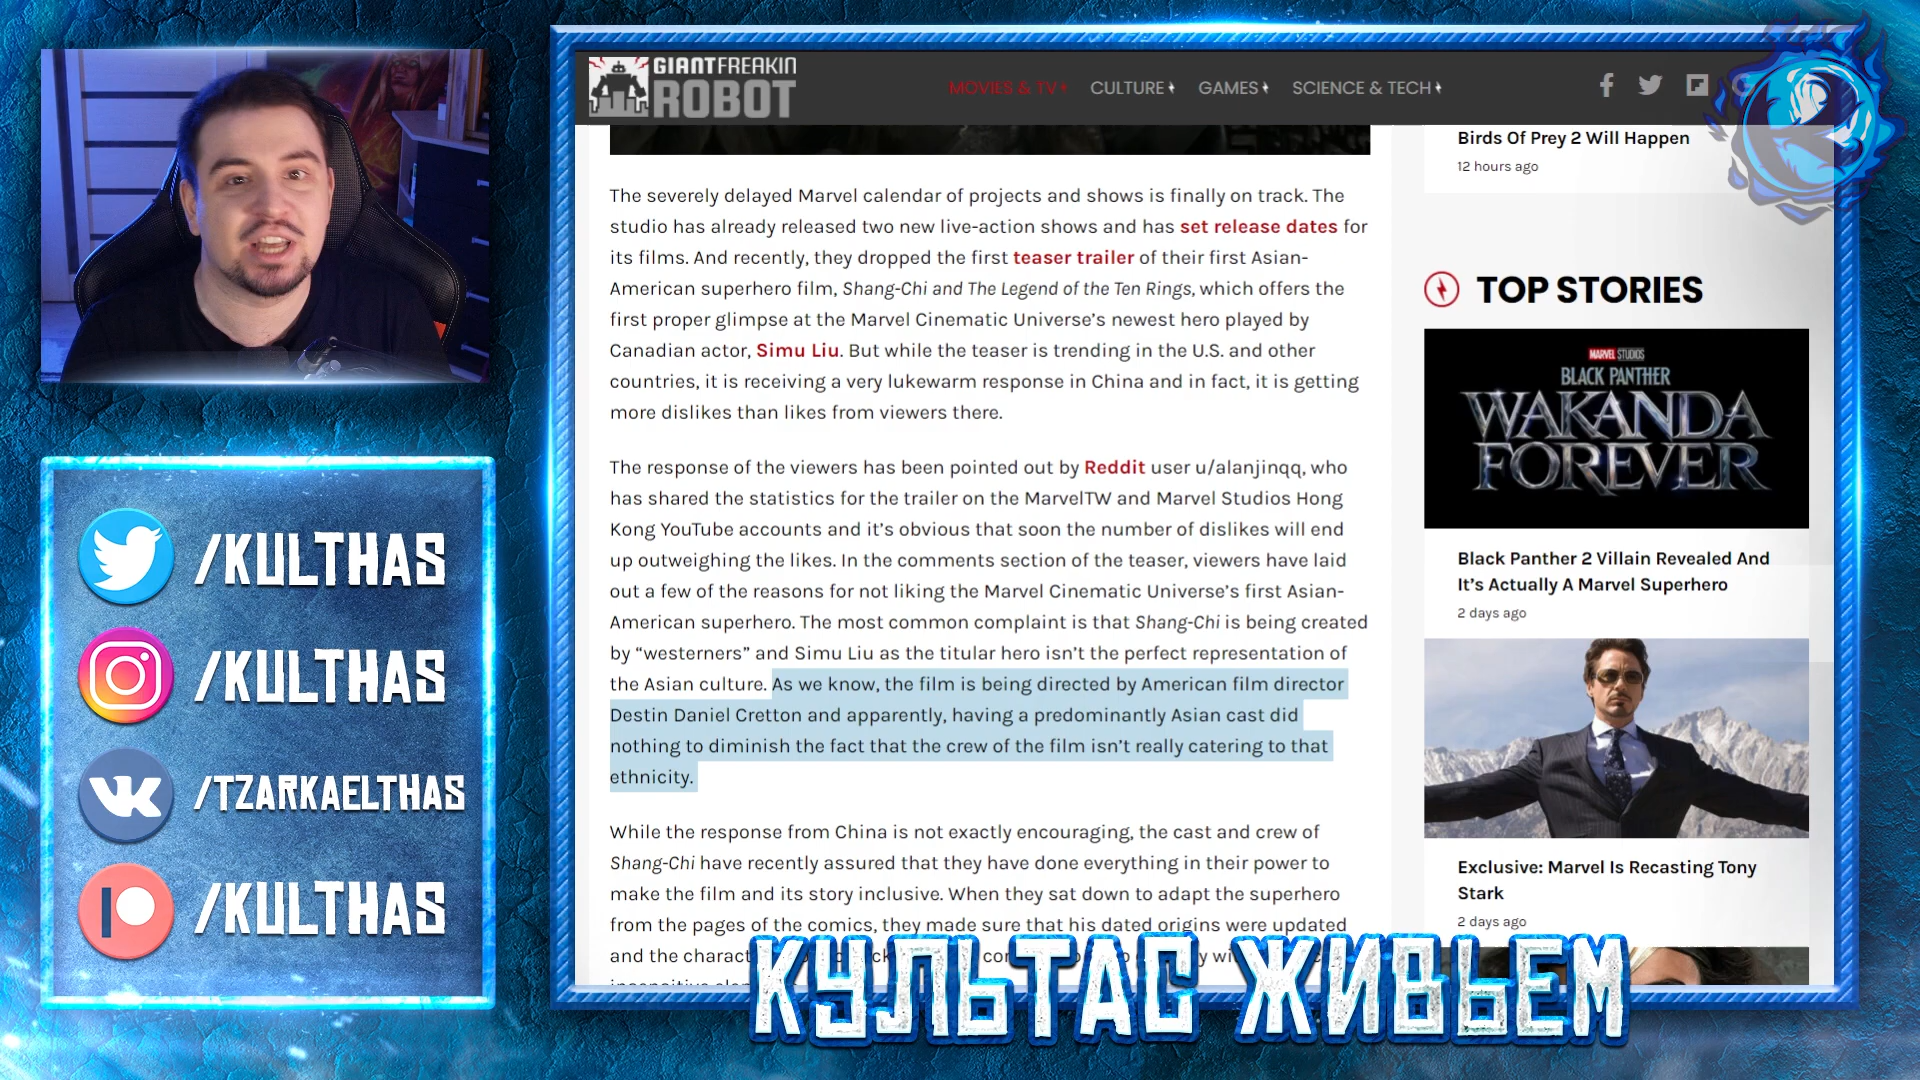 GIANT FREAKIN
ROBOT
MOVIES & TV
CULTURE
GAMES
SCIENCE & TECH
The severely delayed Marvel calendar of projects and shows is finally on track. The
studio has already released two new live-action shows and has set release dates for
its films. And recently, they dropped the first teaser trailer of their first Asian-
American superhero film, Shang-Chi and The Legend of the Ten Rings, which offers the
first proper glimpse at the Marvel Cinematic Universe’s newest hero played by
Canadian actor, Simu Liu. But while the teaser is trending in the U.S. and other
countries, it is receiving a very lukewarm response in China and in fact, it is getting
more dislikes than likes from viewers there.
The response of the viewers has been pointed out by Reddit user u/alanjinqq, who
has shared the statistics for the trailer on the MarvelTW and Marvel Studios Hong
Kong YouTube accounts and it’s obvious that soon the number of dislikes will end
up outweighing the likes. In the comments section of the teaser, viewers have laid
out a few of the reasons for not liking the Marvel Cinematic Universe’s first Asian-
American superhero. The most common complaint is that Shang-Chi is being created
by “westerners” and Simu Liu as the titular hero isn’t the perfect representation of
the Asian culture. As we know, the film is being directed by American film director
Destin Daniel Cretton and apparently, having a predominantly Asian cast did
nothing to diminish the fact that the crew of the film isn’t really catering to that
ethnicity.
While the response from China is not exactly encouraging, the cast and crew of
Shang-Chi have recently assured that they have done everything in their power to
make the film and its story inclusive. When they sat down to adapt the superhero
from the pages of the comics, they made sure that his dated origins were updated
and the
Birds Of Prey 2 Will Happen
12 hours ago
TOP STORIES
MARVEL STUDIOS
BLACK PANTHER
WAKANDA
FOREVER
Black Panther 2 Villain Revealed And
It’s Actually A Marvel Superhero
2 days ago
Exclusive: Marvel Is Recasting Tony
Stark
2 days ago
/KULTHAS
/KULTHAS
/TZARKAELTHAS
/KULTHAS
КУЛЬТАС ЖИВЬЕМ